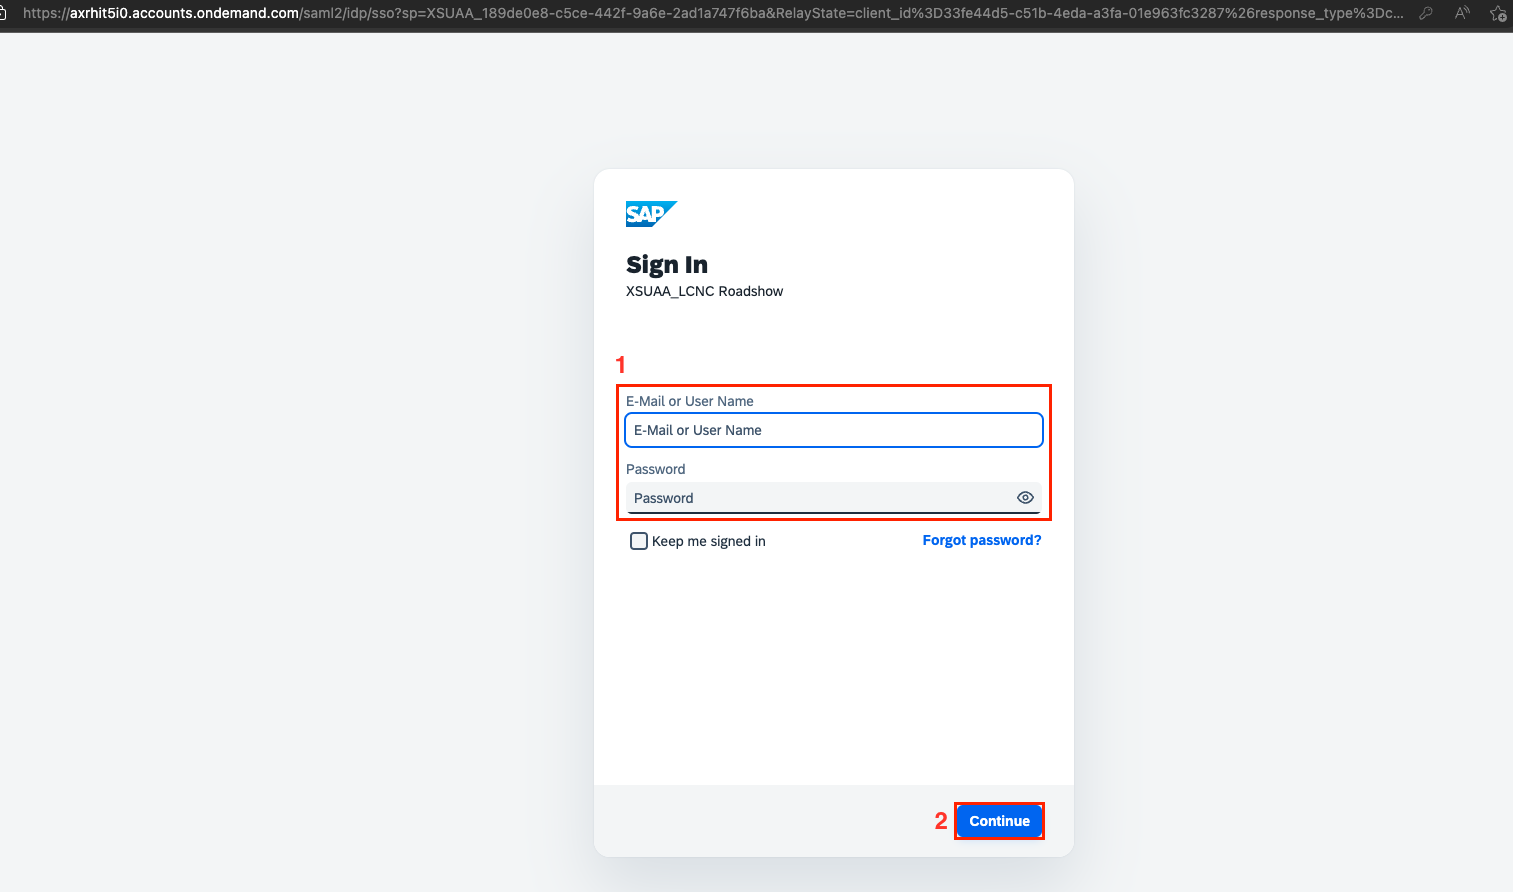 https://axrhit5i0.accounts.ondemand.com/saml2/idp/sso?sp=XSUAA_189de0e8-c5ce-442f-9a6e-2ad1a747f6ba&RelayState=client_id%3D33fe44d5-c51b-4eda-a3fa-01e963fc3287%26response_type%3Dc...
SAP
Sign In
XSUAA_LCNC Roadshow
1
E-Mail or User Name
E-Mail or User Name
Password
Password
Keep me signed in Forgot password?
2 Continue